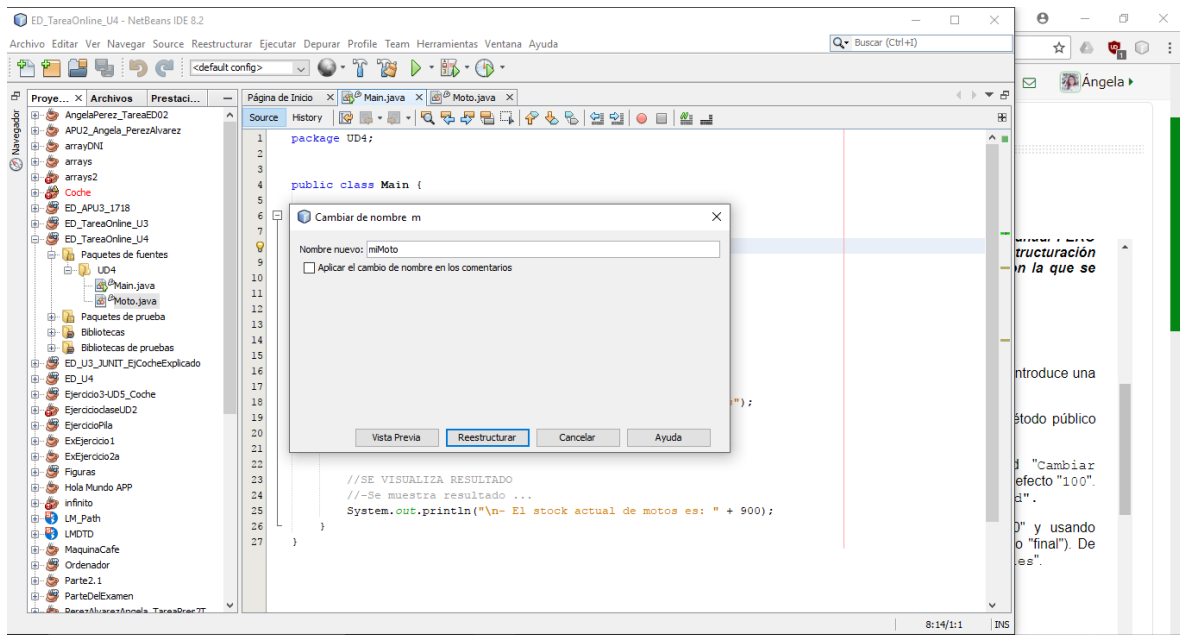 ED_TareaOnline_U4 - NetBeans IDE 8.2
Archivo Editar Ver Navegar Source Reestructurar Ejecutar Depurar Profile Team Herramientas Ventana Ayuda
Buscar (Ctrl+I)
<default config>
Ángela
Proye... Archivos Prestaci...
Página de Inicio Main.java Moto.java
Navegador
Source History
AngelaPerez_TareaED02
APU2_Angela_PerezAlvarez
arrayDNI
arrays
arrays2
Coche
ED_APU3_1718
ED_TareaOnline_U3
ED_TareaOnline_U4
Paquetes de fuentes
UD4
Main.java
Moto.java
Paquetes de prueba
Bibliotecas
Bibliotecas de pruebas
ED_U3_JUNIT_EjCocheExplicado
ED_U4
Ejercicio3-UD5_Coche
EjercicioclaseUD2
EjercicioPila
ExEjercicio1
ExEjercicio2a
Figuras
Hola Mundo APP
infinito
LM_Path
LMDTD
MaquinaCafe
Ordenador
Parte2.1
ParteDelExamen
PerezAlvarezAngela_TareaPres2T
1 package UD4;
2
3
4 public class Main {
5
6
7
9
10
11
12
13
14
15
16
17
18 ");
19
20
21
22
23 //SE VISUALIZA RESULTADO
24 //-Se muestra resultado ...
25 System.out.println("\n- El stock actual de motos es: " + 900);
26 }
27 }
Cambiar de nombre m
Nombre nuevo: miMoto
Aplicar el cambio de nombre en los comentarios
Vista Previa Reestructurar Cancelar Ayuda
8:14/1:1 INS
tructuración
n la que se
ntroduce una
étodo público
"Cambiar
efecto "100".
d".
0" y usando
o "final"). De
es".